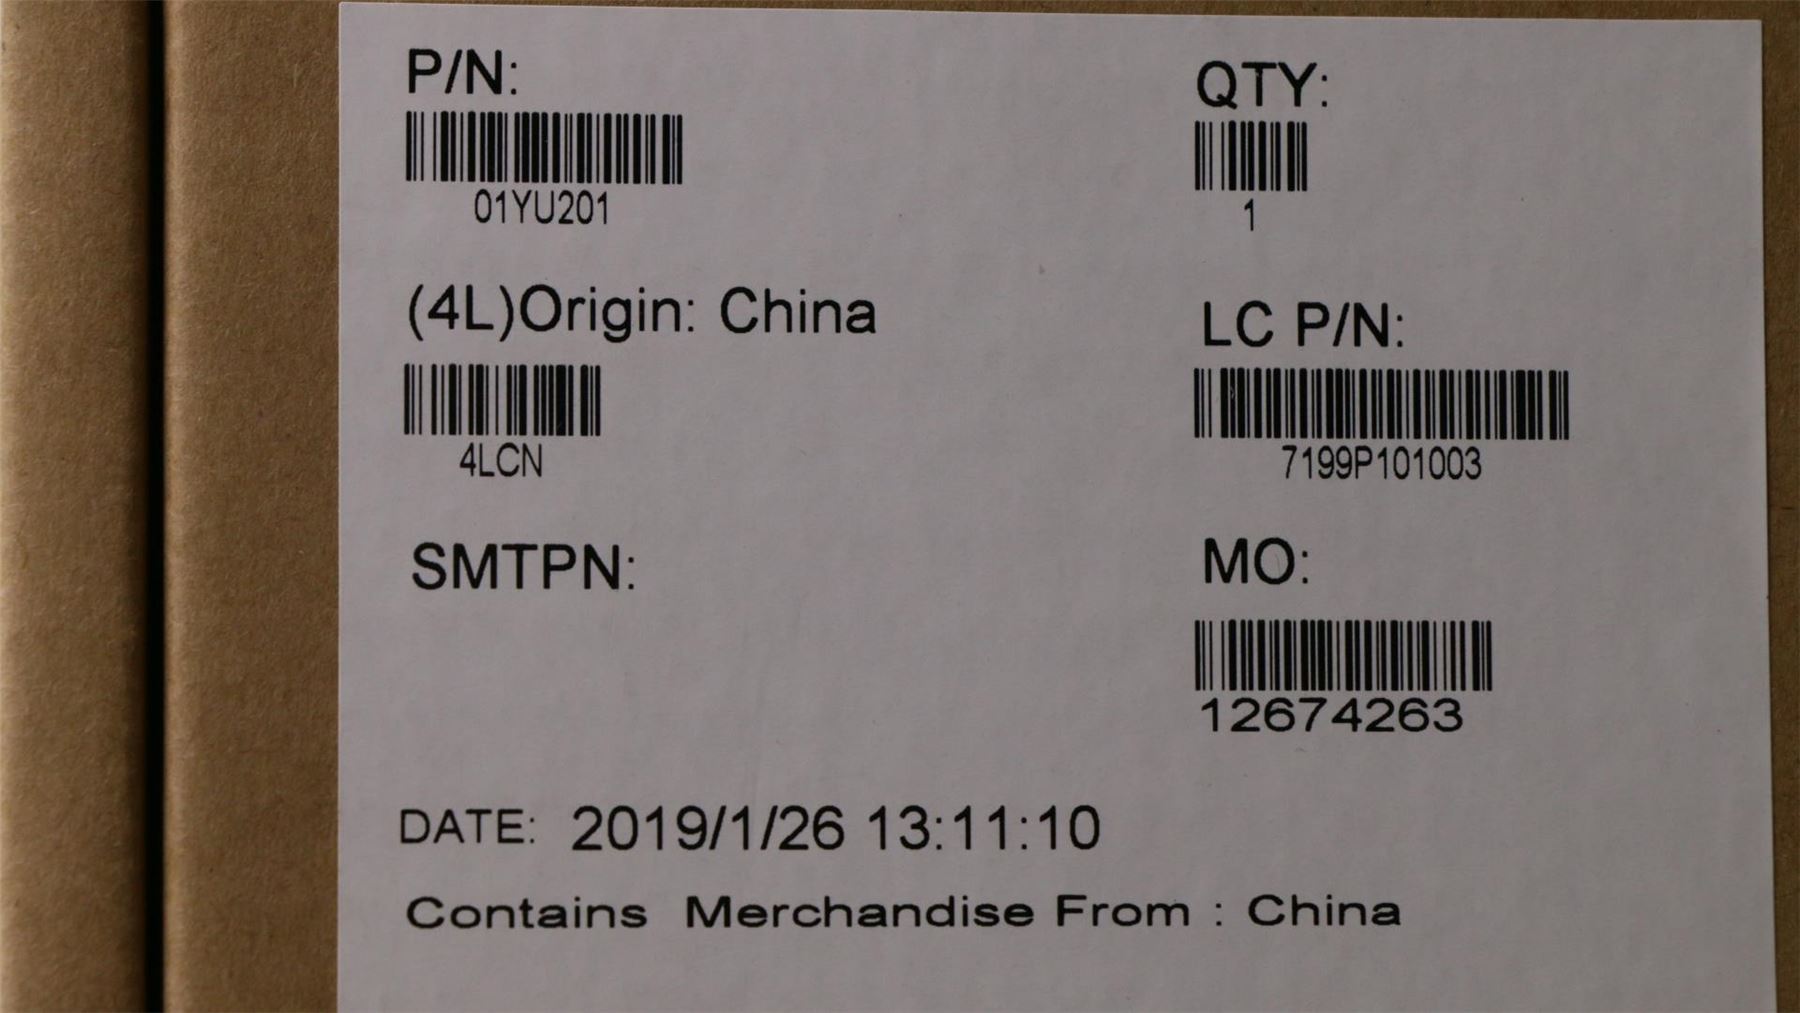 P/N:
QTY:
01YU201
1
(4L)Origin: China
LC P/N:
4LCN
7199P101003
SMTPN:
MO:
12674263
DATE: 2019/1/26 13:11:10
Contains Merchandise From : China